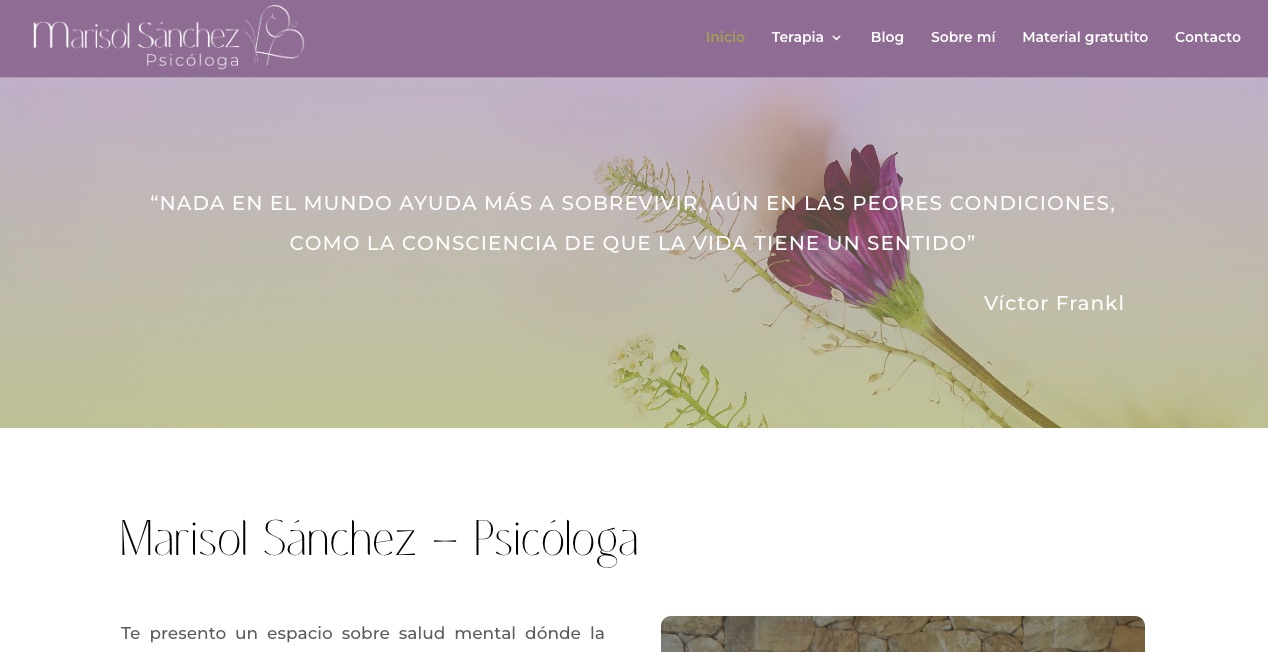 Marisol Sánchez
Psicóloga
Inicio Terapia Blog Sobre mí Material gratutito Contacto
“NADA EN EL MUNDO AYUDA MÁS A SOBREVIVIR, AÚN EN LAS PEORES CONDICIONES,
COMO LA CONSCIENCIA DE QUE LA VIDA TIENE UN SENTIDO”
Víctor Frankl
Marisol Sánchez – Psicóloga
Te presento un espacio sobre salud mental dónde la